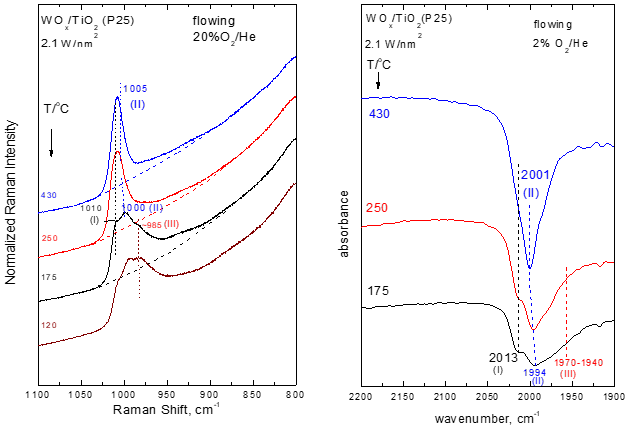 WOₓ/TiO₂ (P25)
2.1 W/nm²
flowing
20%O₂/He
T/°C
1005
(II)
430
1010
(I)
1000 (II)
~985 (III)
250
175
120
Normalized Raman Intensity
1100 1050 1000 950 900 850 800
Raman Shift, cm⁻¹
WOₓ/TiO₂ (P25)
2.1 W/nm²
flowing
2% O₂/He
T/°C
430
2001
(II)
250
175
2013
(I)
1994
(II)
1970-1940
(III)
absorbance
2200 2150 2100 2050 2000 1950 1900
wavenumber, cm⁻¹